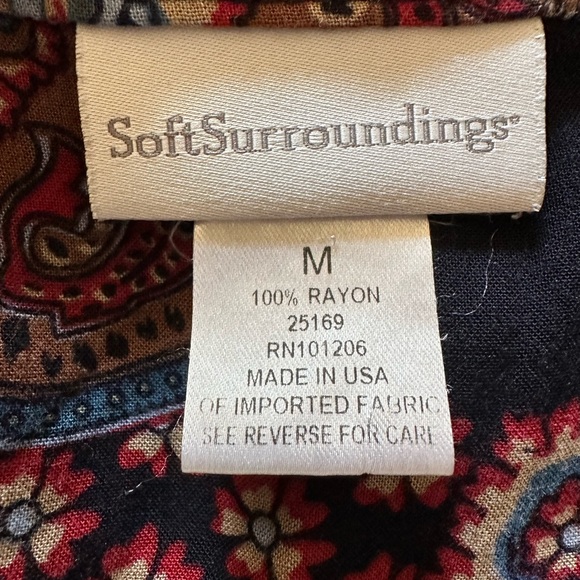 SoftSurroundings®
M
100% RAYON
25169
RN101206
MADE IN USA
OF IMPORTED FABRIC
SEE REVERSE FOR CARE